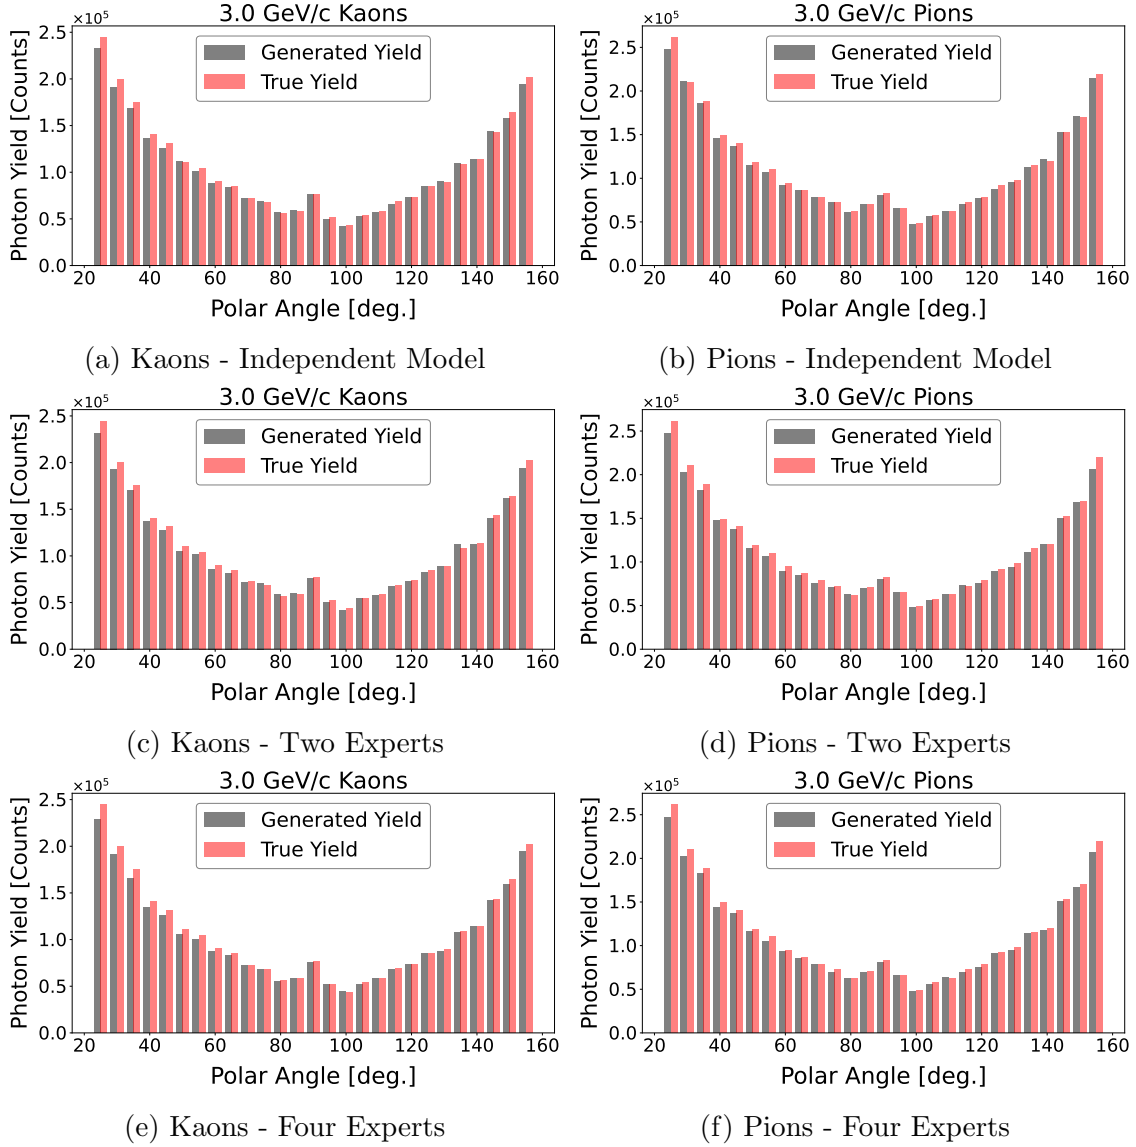 3.0 GeV/c Kaons
×10⁵
Photon Yield [Counts]
2.5
2.0
1.5
1.0
0.5
0.0
Generated Yield
True Yield
20 40 60 80 100 120 140 160
Polar Angle [deg.]
(a) Kaons - Independent Model
3.0 GeV/c Pions
×10⁵
Photon Yield [Counts]
2.5
2.0
1.5
1.0
0.5
0.0
Generated Yield
True Yield
20 40 60 80 100 120 140 160
Polar Angle [deg.]
(b) Pions - Independent Model
3.0 GeV/c Kaons
×10⁵
Photon Yield [Counts]
2.5
2.0
1.5
1.0
0.5
0.0
Generated Yield
True Yield
20 40 60 80 100 120 140 160
Polar Angle [deg.]
(c) Kaons - Two Experts
3.0 GeV/c Pions
×10⁵
Photon Yield [Counts]
2.5
2.0
1.5
1.0
0.5
0.0
Generated Yield
True Yield
20 40 60 80 100 120 140 160
Polar Angle [deg.]
(d) Pions - Two Experts
3.0 GeV/c Kaons
×10⁵
Photon Yield [Counts]
2.5
2.0
1.5
1.0
0.5
0.0
Generated Yield
True Yield
20 40 60 80 100 120 140 160
Polar Angle [deg.]
(e) Kaons - Four Experts
3.0 GeV/c Pions
×10⁵
Photon Yield [Counts]
2.5
2.0
1.5
1.0
0.5
0.0
Generated Yield
True Yield
20 40 60 80 100 120 140 160
Polar Angle [deg.]
(f) Pions - Four Experts